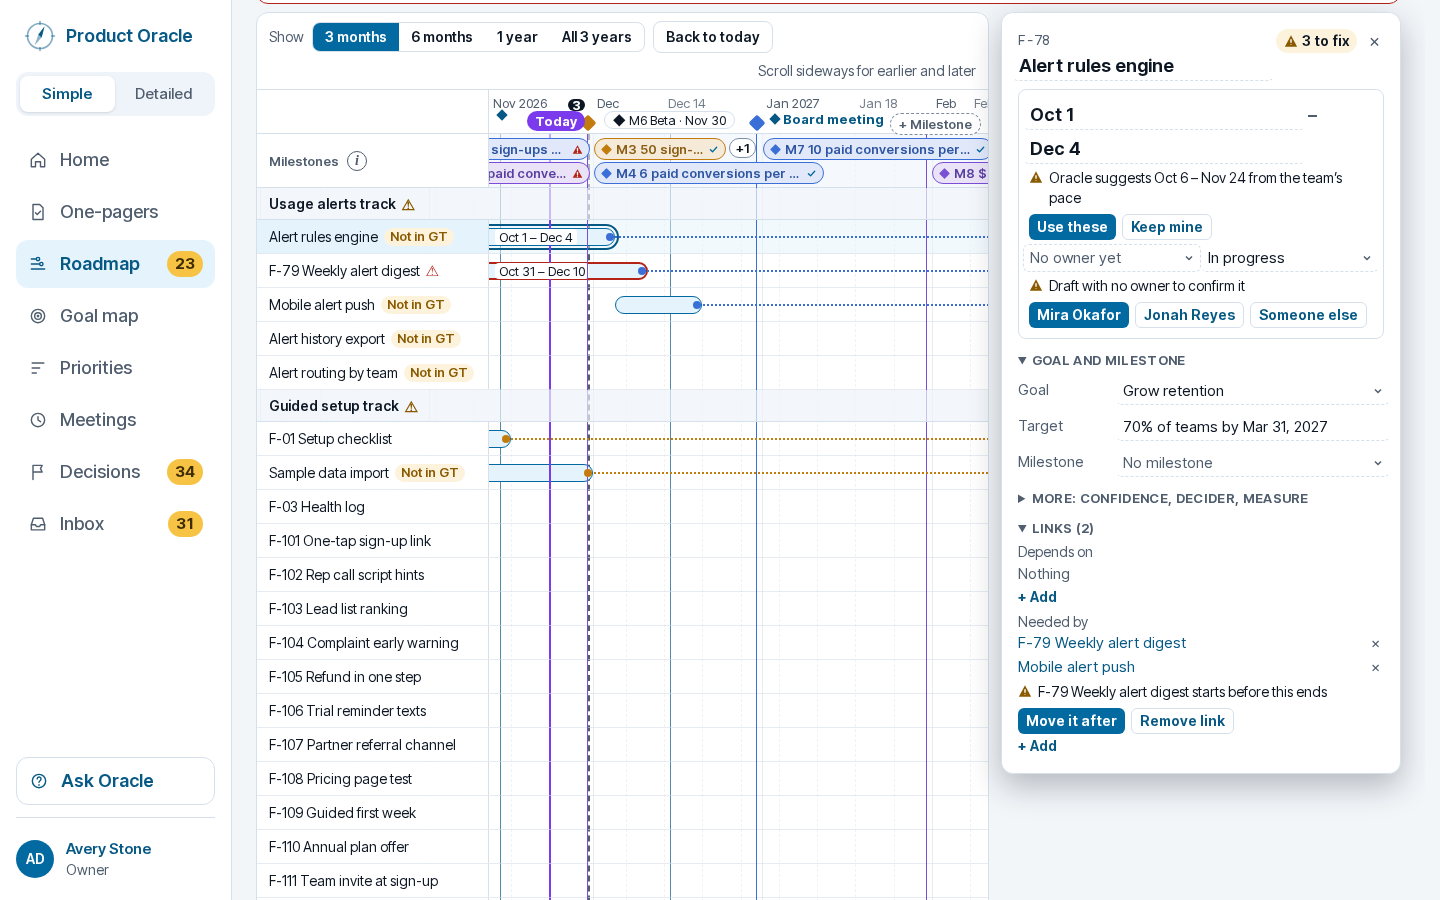 Product Oracle
Simple
Detailed
Home
One-pagers
Roadmap
23
Goal map
Priorities
Meetings
Decisions
34
Inbox
31
Ask Oracle
AD
Avery Stone
Owner
Show
3 months
6 months
1 year
All 3 years
Back to today
Scroll sideways for earlier and later
Nov 2026
3
Dec
Dec 14
Jan 2027
Jan 18
Feb
Fe
Today
M6 Beta · Nov 30
Board meeting
+ Milestone
Milestones
i
sign-ups ...
M3 50 sign-...
+1
M7 10 paid conversions per...
paid conve...
M4 6 paid conversions per ...
M8 $
Usage alerts track
Alert rules engine
Not in GT
Oct 1 – Dec 4
F-79 Weekly alert digest
Oct 31 – Dec 10
Mobile alert push
Not in GT
Alert history export
Not in GT
Alert routing by team
Not in GT
Guided setup track
F-01 Setup checklist
Sample data import
Not in GT
F-03 Health log
F-101 One-tap sign-up link
F-102 Rep call script hints
F-103 Lead list ranking
F-104 Complaint early warning
F-105 Refund in one step
F-106 Trial reminder texts
F-107 Partner referral channel
F-108 Pricing page test
F-109 Guided first week
F-110 Annual plan offer
F-111 Team invite at sign-up
F-78
3 to fix
×
Alert rules engine
Oct 1
–
Dec 4
Oracle suggests Oct 6 – Nov 24 from the team's
pace
Use these
Keep mine
No owner yet
In progress
Draft with no owner to confirm it
Mira Okafor
Jonah Reyes
Someone else
GOAL AND MILESTONE
Goal
Grow retention
Target
70% of teams by Mar 31, 2027
Milestone
No milestone
MORE: CONFIDENCE, DECIDER, MEASURE
LINKS (2)
Depends on
Nothing
+ Add
Needed by
F-79 Weekly alert digest
×
Mobile alert push
×
F-79 Weekly alert digest starts before this ends
Move it after
Remove link
+ Add